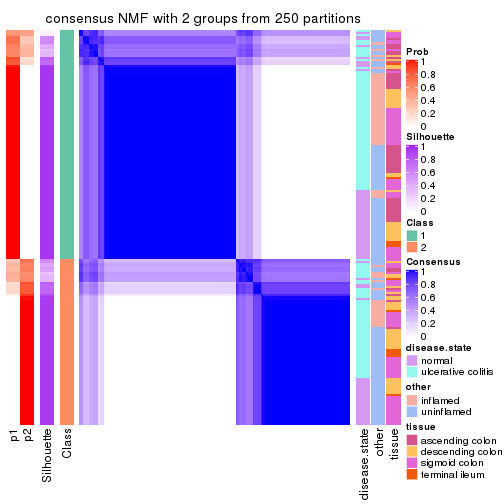 consensus NMF with 2 groups from 250 partitions
Prob
1
0.8
0.6
0.4
0.2
0
Silhouette
1
0.8
0.6
0.4
0.2
0
Class
1
2
Consensus
1
0.8
0.6
0.4
0.2
0
disease.state
normal
ulcerative colitis
other
inflamed
uninflamed
tissue
ascending colon
descending colon
sigmoid colon
terminal ileum
p1
p2
Silhouette
Class
disease.state
other
tissue